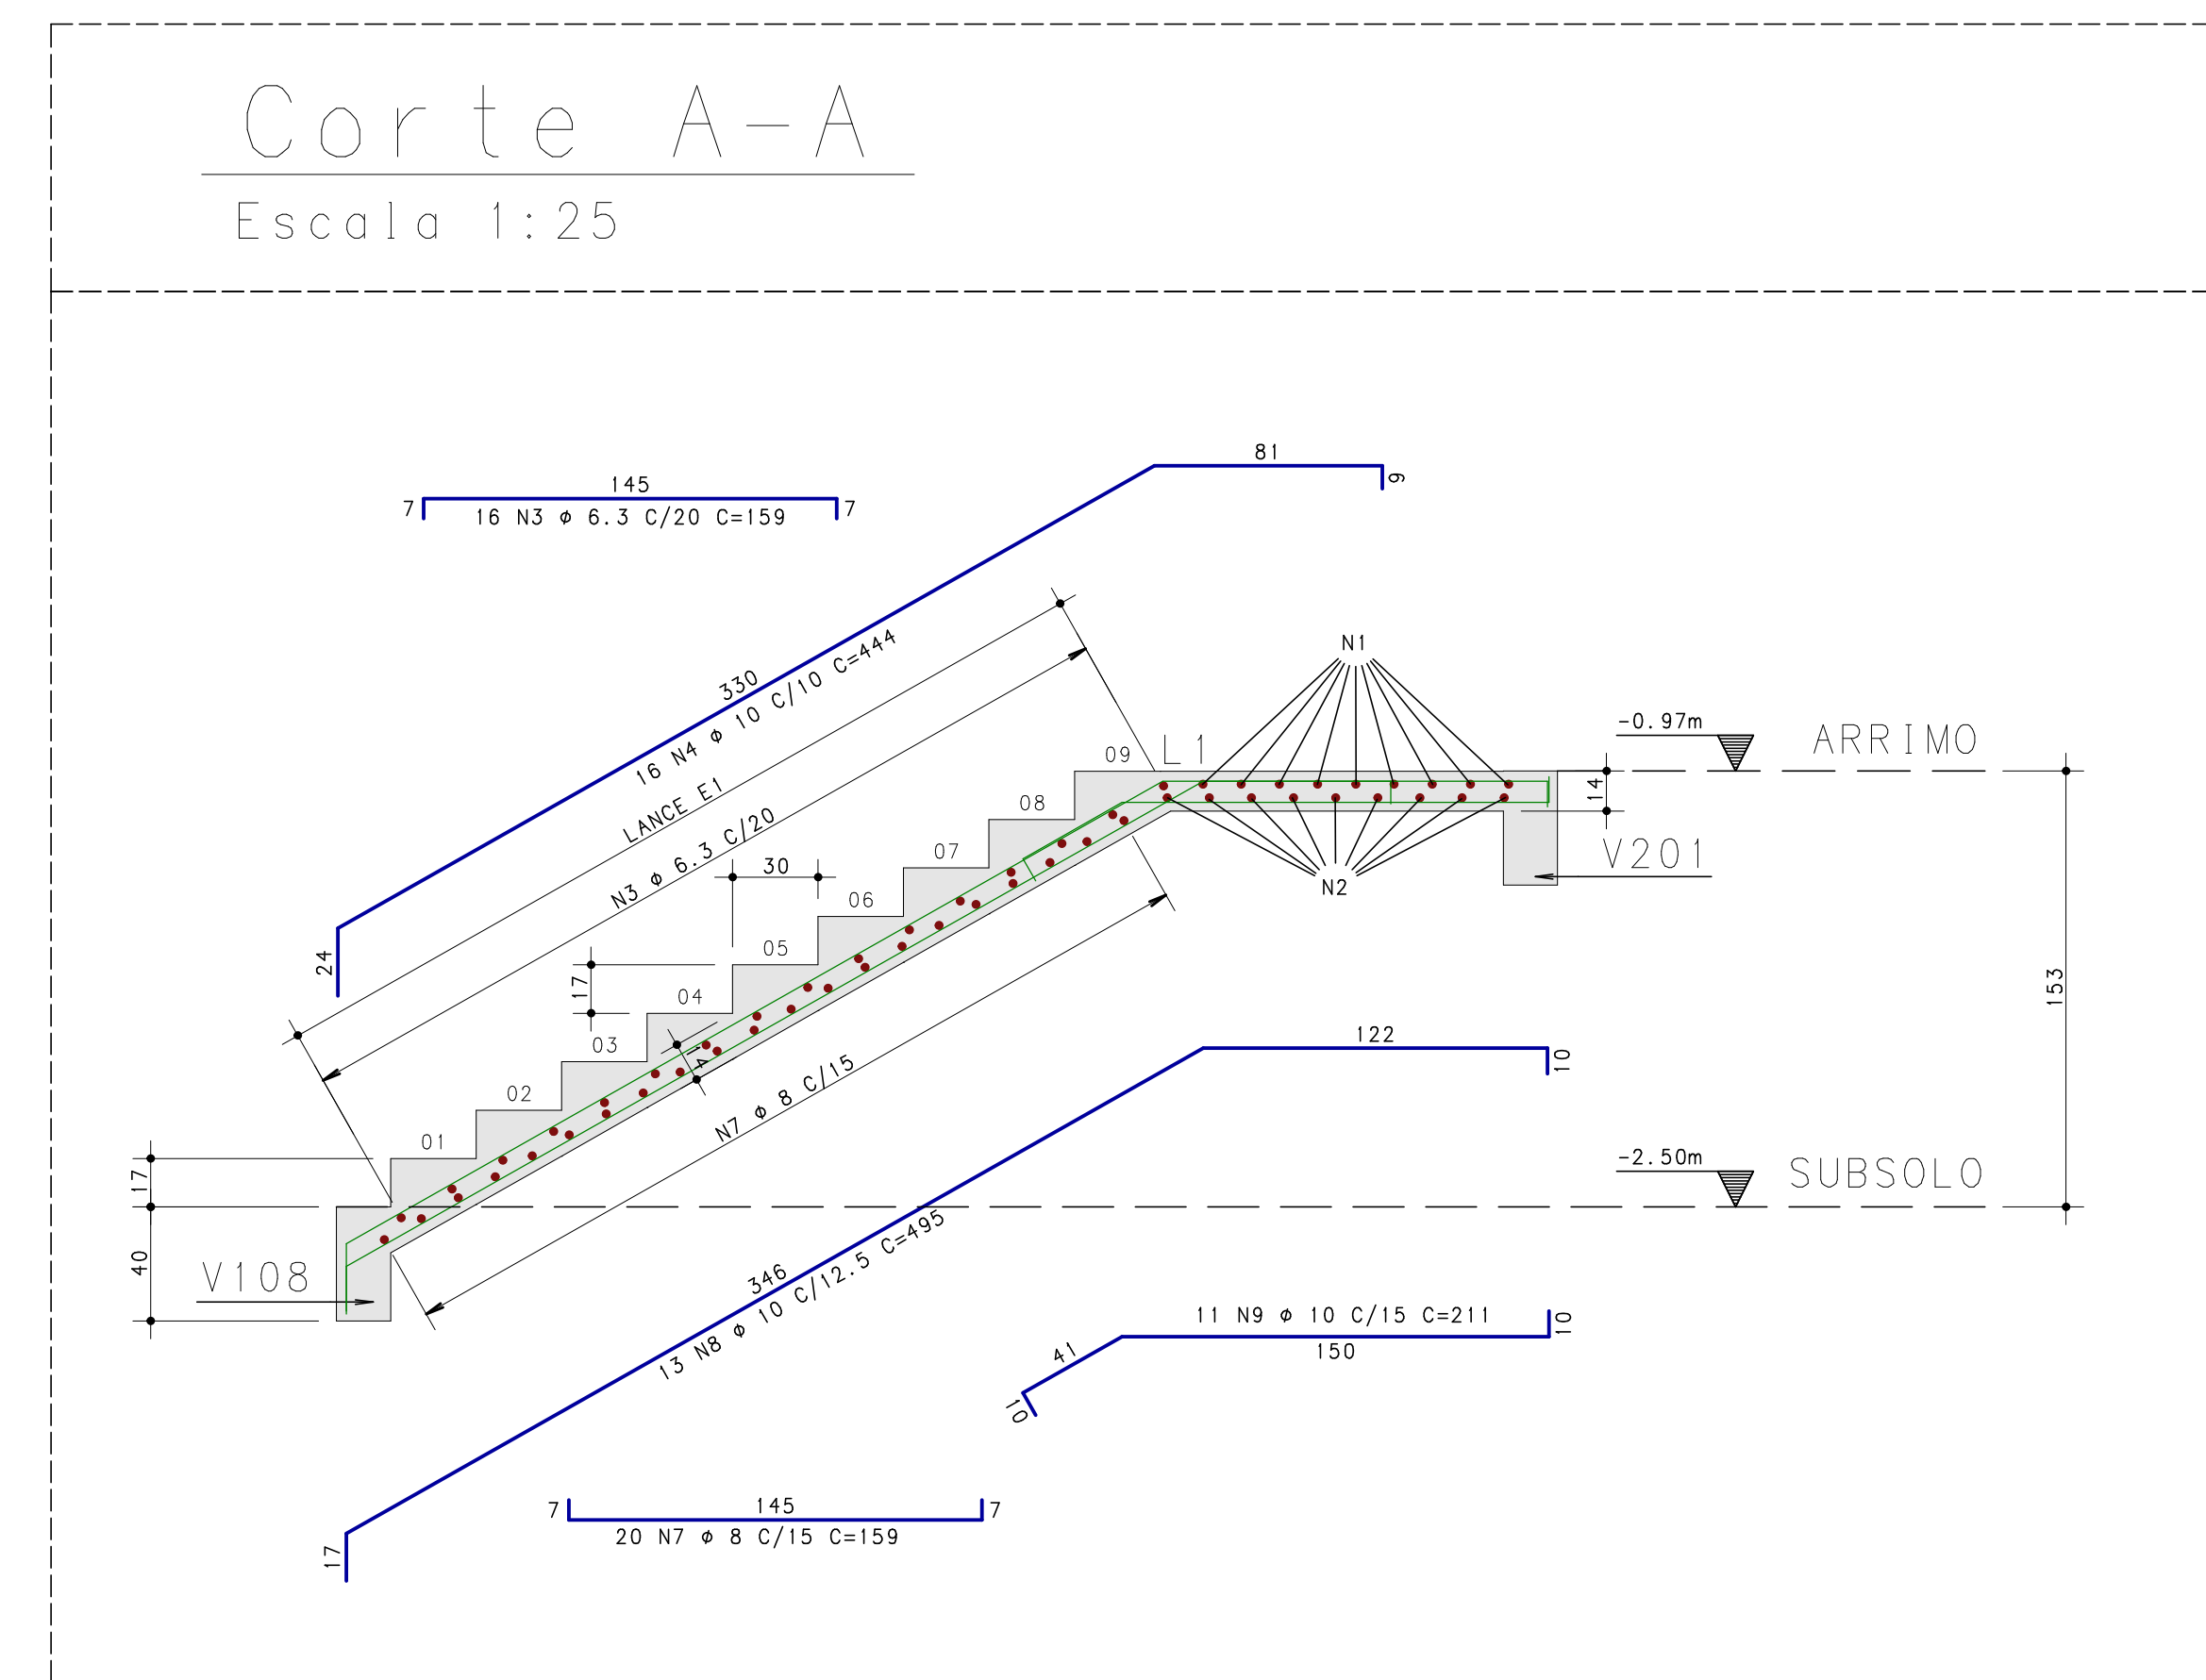 Corte A-A
Escala 1:25
81
9
145
7
7
16 N3 ϕ 6.3 C/20 C=159
330
16 N4 ϕ 10 C/10 C=444
24
LANCE E1
N3 ϕ 6.3 C/20
N1
-0.97m
ARRIMO
L1
09
14
08
V201
07
30
N2
06
05
17
04
153
03
14
02
122
10
01
N7 ϕ 8 C/15
-2.50m
SUBSOLO
17
40
V108
346
13 N8 ϕ 10 C/12.5 C=495
11 N9 ϕ 10 C/15 C=211
10
41
150
10
145
7
7
20 N7 ϕ 8 C/15 C=159
17